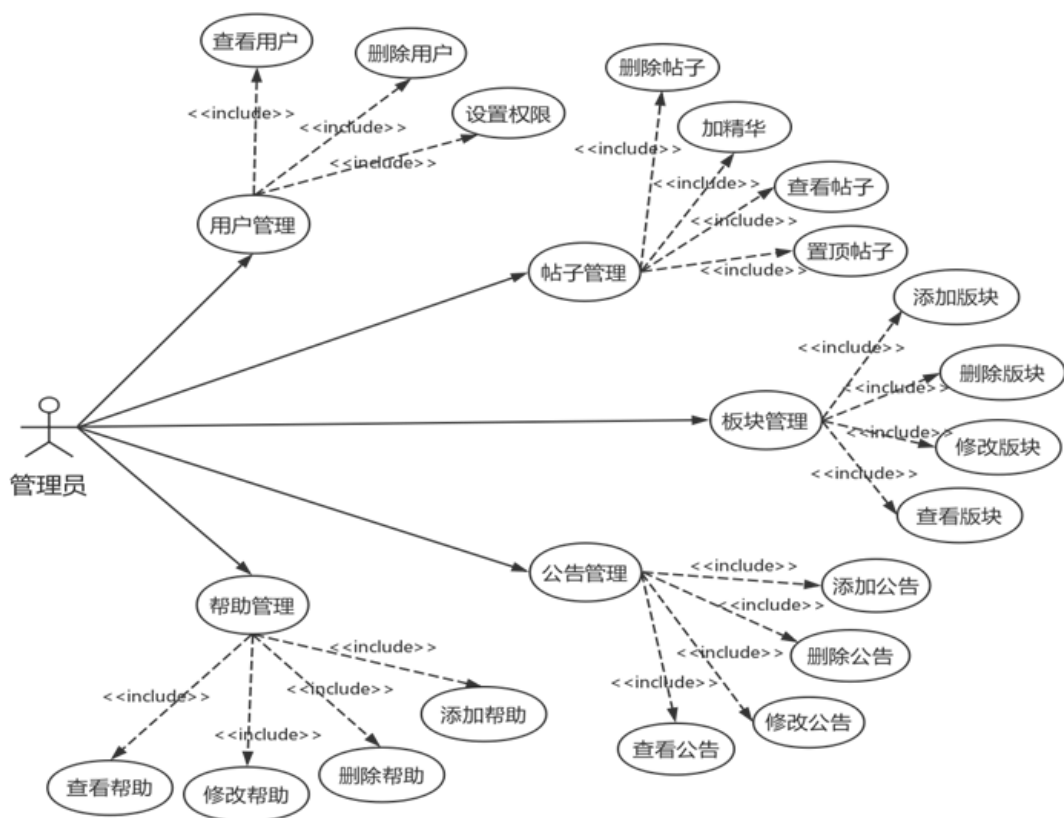 查看用户
删除用户
<<include>>
<<include>>
设置权限
<<include>>
用户管理
删除帖子
加精华
<<include>>
查看帖子
<<include>>
<<include>>
置顶帖子
<<include>>
帖子管理
添加版块
<<include>>
删除版块
<<include>>
板块管理
<<include>>
修改版块
<<include>>
查看版块
管理员
公告管理
<<include>>
添加公告
<<include>>
删除公告
<<include>>
修改公告
<<include>>
查看公告
帮助管理
<<include>>
添加帮助
<<include>>
<<include>>
<<include>>
删除帮助
查看帮助
修改帮助